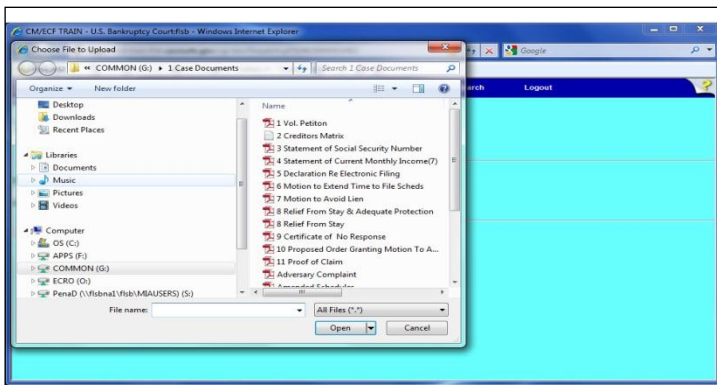 CM/ECF TRAIN - U.S. Bankruptcy Court:flsb - Windows Internet Explorer
Choose File to Upload
Google
« COMMON (G:) ▸ 1 Case Documents
Search 1 Case Documents
Organize
New folder
arch
Logout
Desktop
Downloads
Recent Places
Libraries
Documents
Music
Pictures
Videos
Computer
OS (C:)
APPS (F:)
COMMON (G:)
ECRO (O:)
PenaD (\\flsbna1\flsb\MIAUSERS) (S:)
Name
1 Vol. Petiton
2 Creditors Matrix
3 Statement of Social Security Number
4 Statement of Current Monthly Income(7)
5 Declaration Re Electronic Filing
6 Motion to Extend Time to File Scheds
7 Motion to Avoid Lien
8 Relief From Stay & Adequate Protection
8 Relief From Stay
9 Certificate of No Response
10 Proposed Order Granting Motion To A...
11 Proof of Claim
Adversary Complaint
Amended Schedules
File name:
All Files (*.*)
Open
Cancel